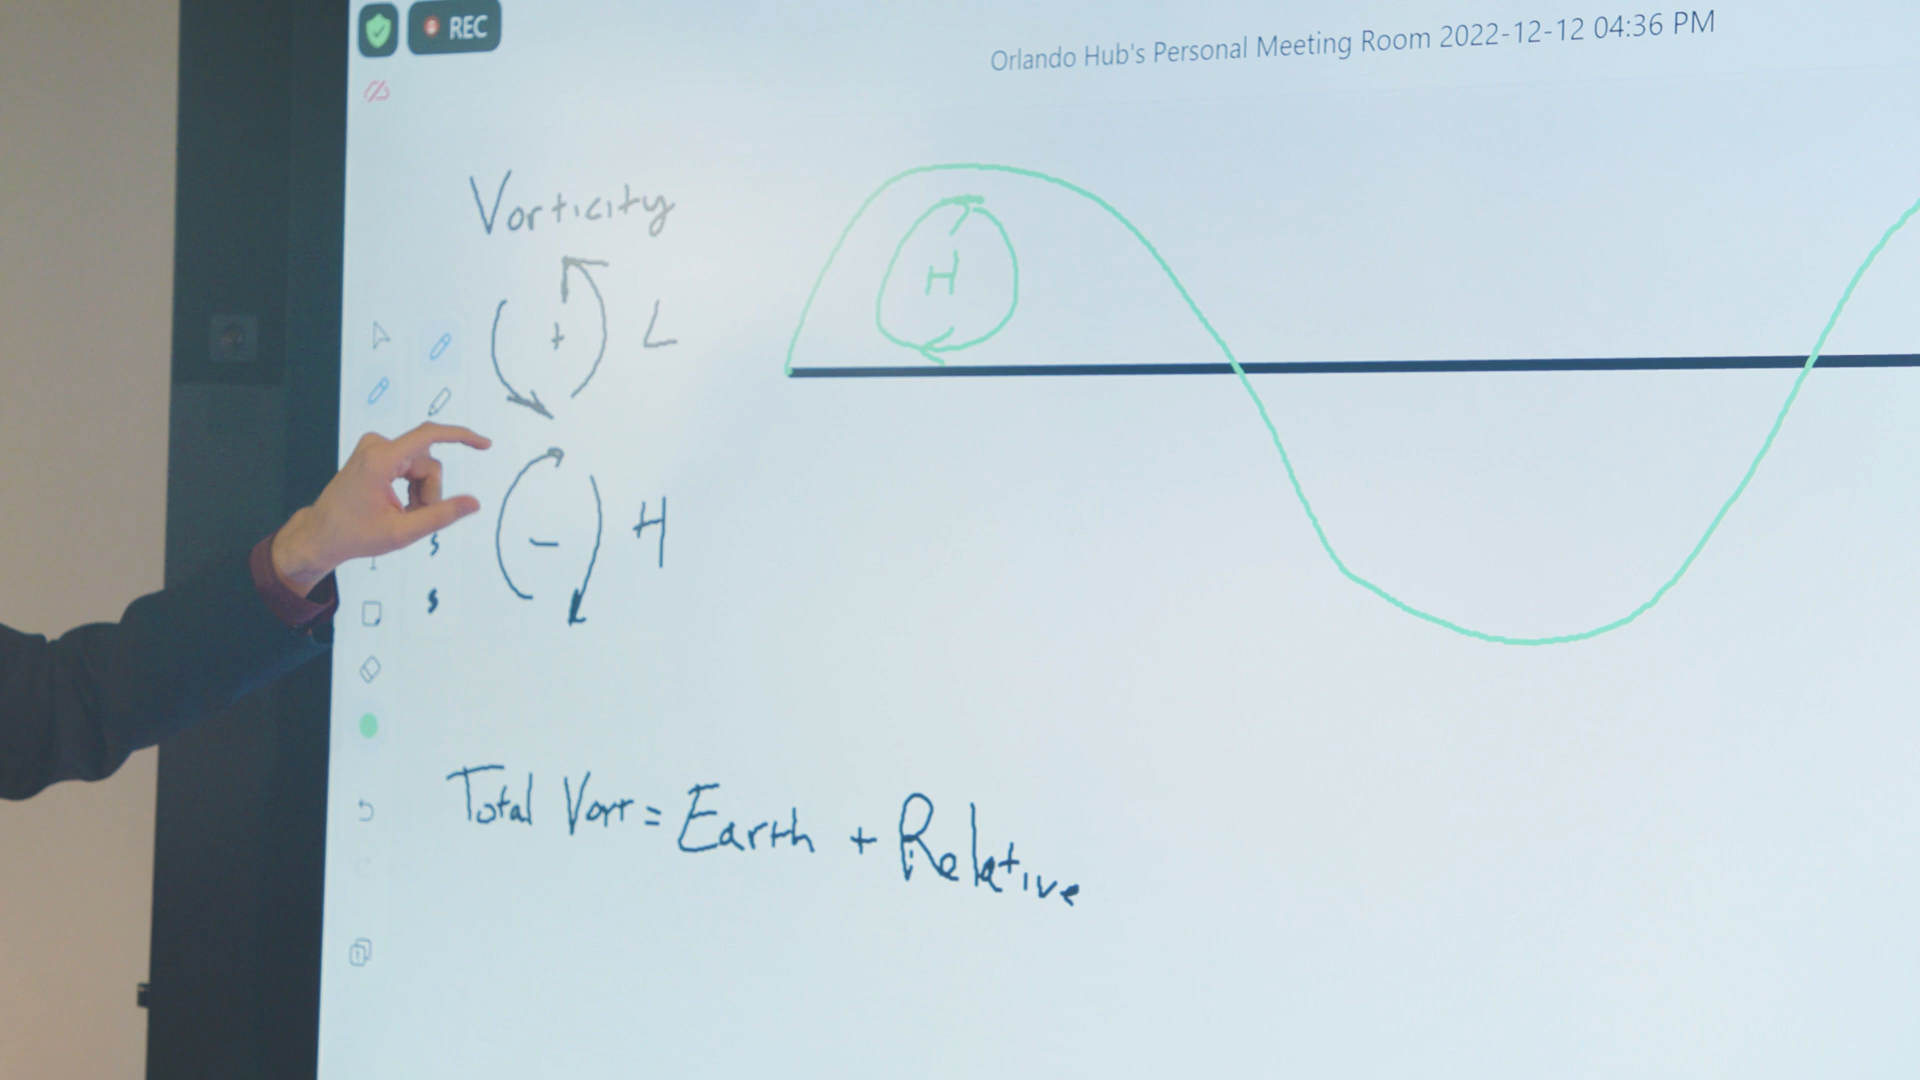 REC
Orlando Hub's Personal Meeting Room 2022-12-12 04:36 PM
Vorticity
+ L
H
- H
Total Vort = Earth + Relative